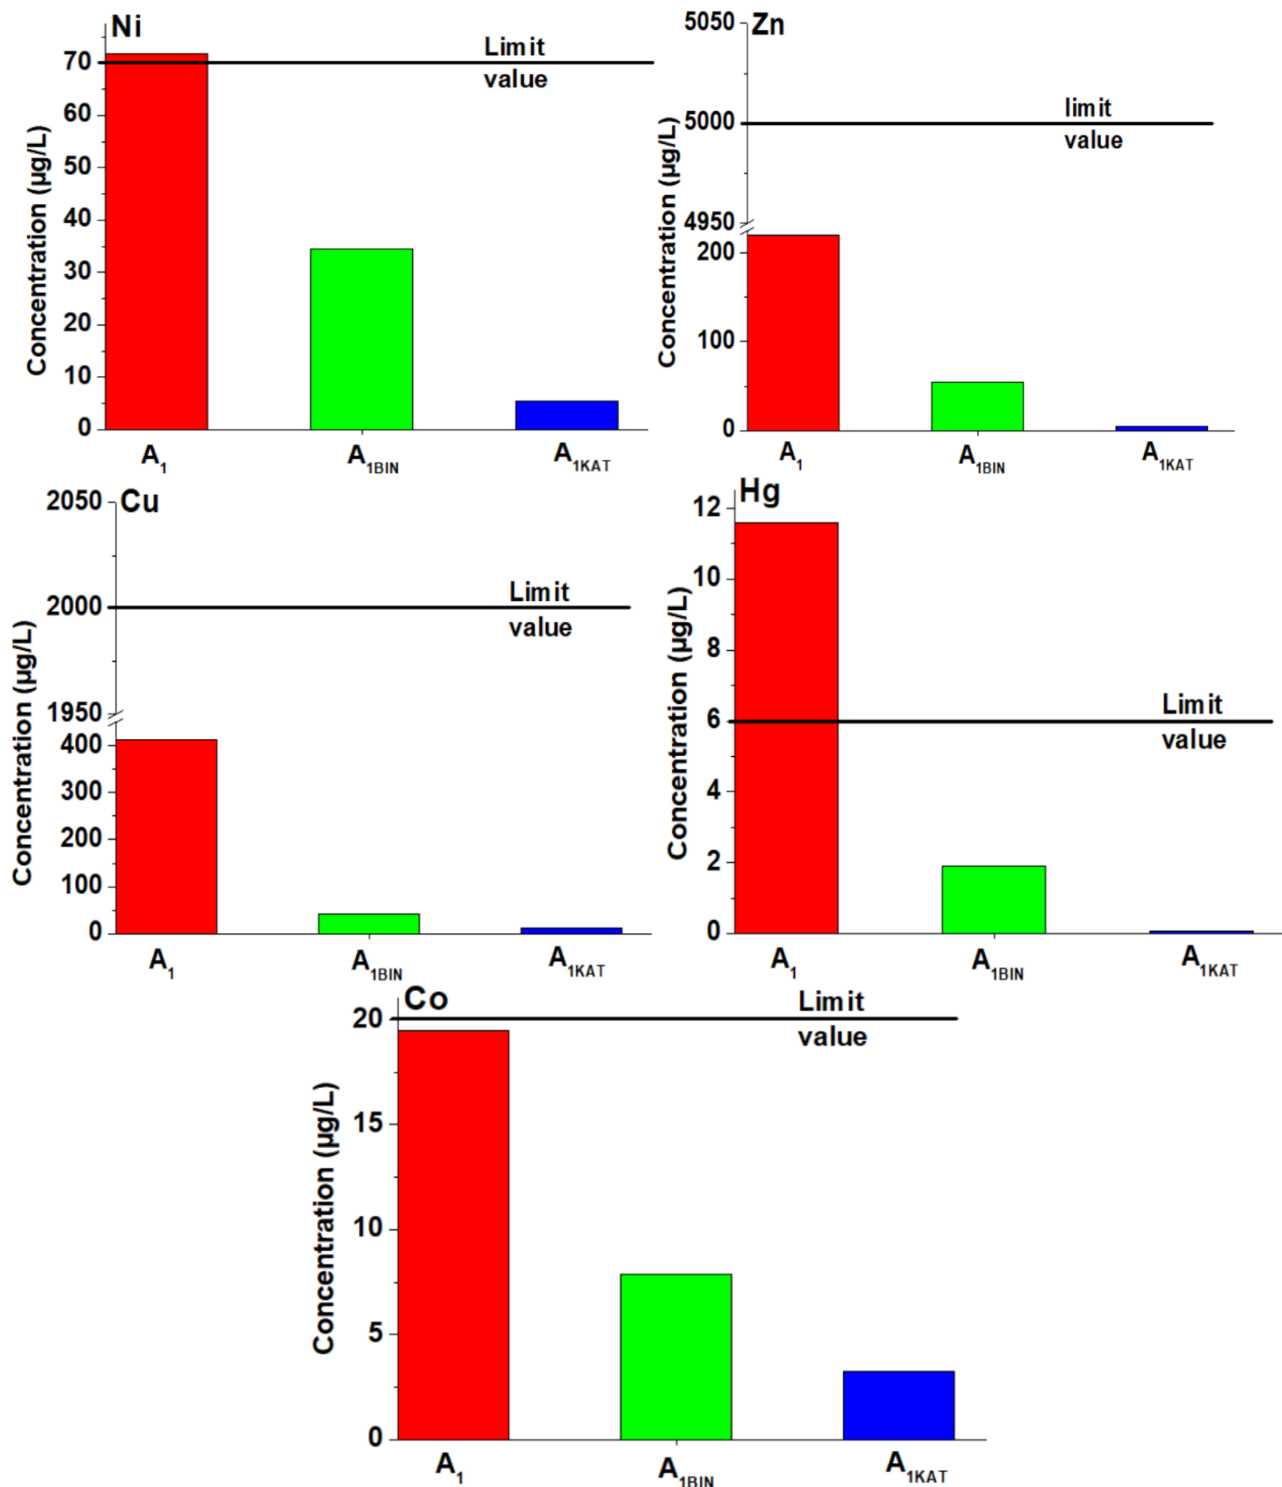 Ni
Concentration (µg/L)
70
60
50
40
30
20
10
0
Limit
value
A1
A1BIN
A1KAT
Zn
Concentration (µg/L)
5050
5000
4950
200
100
0
limit
value
A1
A1BIN
A1KAT
Cu
Concentration (µg/L)
2050
2000
1950
400
300
200
100
0
Limit
value
A1
A1BIN
A1KAT
Hg
Concentration (µg/L)
12
10
8
6
4
2
0
Limit
value
A1
A1BIN
A1KAT
Co
Concentration (µg/L)
20
15
10
5
0
Limit
value
A1
A1BIN
A1KAT